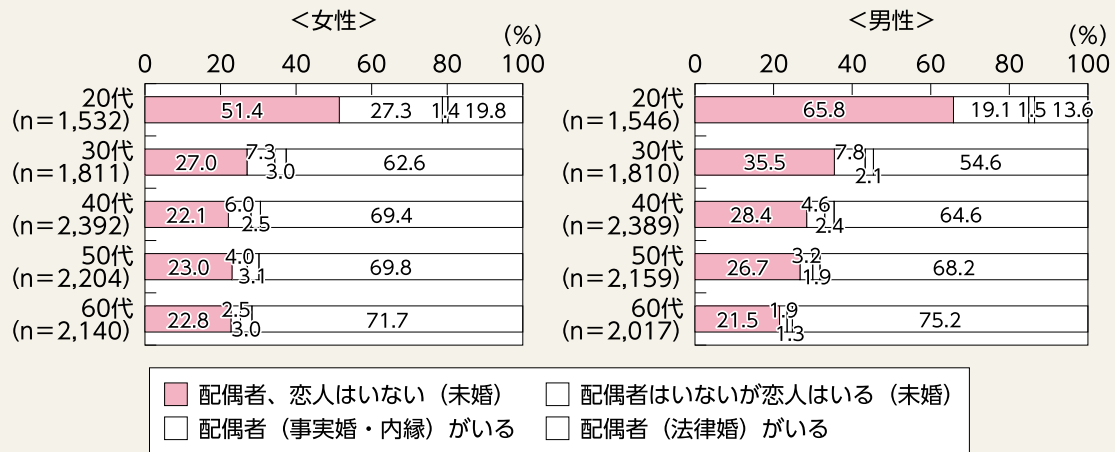 ＜女性＞
(%)
0 20 40 60 80 100
20代
(n＝1,532)
51.4 27.3 1.4 19.8
30代
(n＝1,811)
27.0 7.3 3.0 62.6
40代
(n＝2,392)
22.1 6.0 2.5 69.4
50代
(n＝2,204)
23.0 4.0 3.1 69.8
60代
(n＝2,140)
22.8 2.5 3.0 71.7
＜男性＞
(%)
0 20 40 60 80 100
20代
(n＝1,546)
65.8 19.1 1.5 13.6
30代
(n＝1,810)
35.5 7.8 2.1 54.6
40代
(n＝2,389)
28.4 4.6 2.4 64.6
50代
(n＝2,159)
26.7 3.2 1.9 68.2
60代
(n＝2,017)
21.5 1.9 1.3 75.2
配偶者、恋人はいない（未婚） 配偶者はいないが恋人はいる（未婚）
配偶者（事実婚・内縁）がいる 配偶者（法律婚）がいる